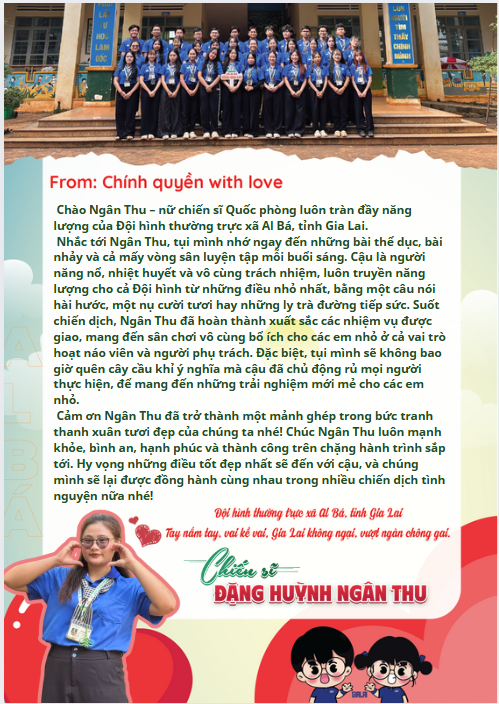 LÀM
NGƯỜI
TÌM
THẤY
CHÍNH
MÌNH
From: Chính quyền with love
Chào Ngân Thu – nữ chiến sĩ Quốc phòng luôn tràn đầy năng
lượng của Đội hình thường trực xã Al Bá, tỉnh Gia Lai.
Nhắc tới Ngân Thu, tụi mình nhớ ngay đến những bài thể dục, bài
nhảy và cả mấy vòng sân luyện tập mỗi buổi sáng. Cậu là người
năng nổ, nhiệt huyết và vô cùng trách nhiệm, luôn truyền năng
lượng cho cả Đội hình từ những điều nhỏ nhất, bằng một câu nói
hài hước, một nụ cười tươi hay những ly trà đường tiếp sức. Suốt
chiến dịch, Ngân Thu đã hoàn thành xuất sắc các nhiệm vụ được
giao, mang đến sân chơi vô cùng bổ ích cho các em nhỏ ở cả vai trò
hoạt náo viên và người phụ trách. Đặc biệt, tụi mình sẽ không bao
giờ quên cây cầu khỉ ý nghĩa mà cậu đã chủ động rủ mọi người
thực hiện, để mang đến những trải nghiệm mới mẻ cho các em
nhỏ.
Cảm ơn Ngân Thu đã trở thành một mảnh ghép trong bức tranh
thanh xuân tươi đẹp của chúng ta nhé! Chúc Ngân Thu luôn mạnh
khỏe, bình an, hạnh phúc và thành công trên chặng hành trình sắp
tới. Hy vọng những điều tốt đẹp nhất sẽ đến với cậu, và chúng
mình sẽ lại được đồng hành cùng nhau trong nhiều chiến dịch tình
nguyện nữa nhé!
Đội hình thường trực xã Al Bá, tỉnh Gia Lai
Tay nắm tay, vai kề vai, Gia Lai không ngại, vượt ngàn chông gai.
Chiến sĩ
ĐẶNG HUỲNH NGÂN THU